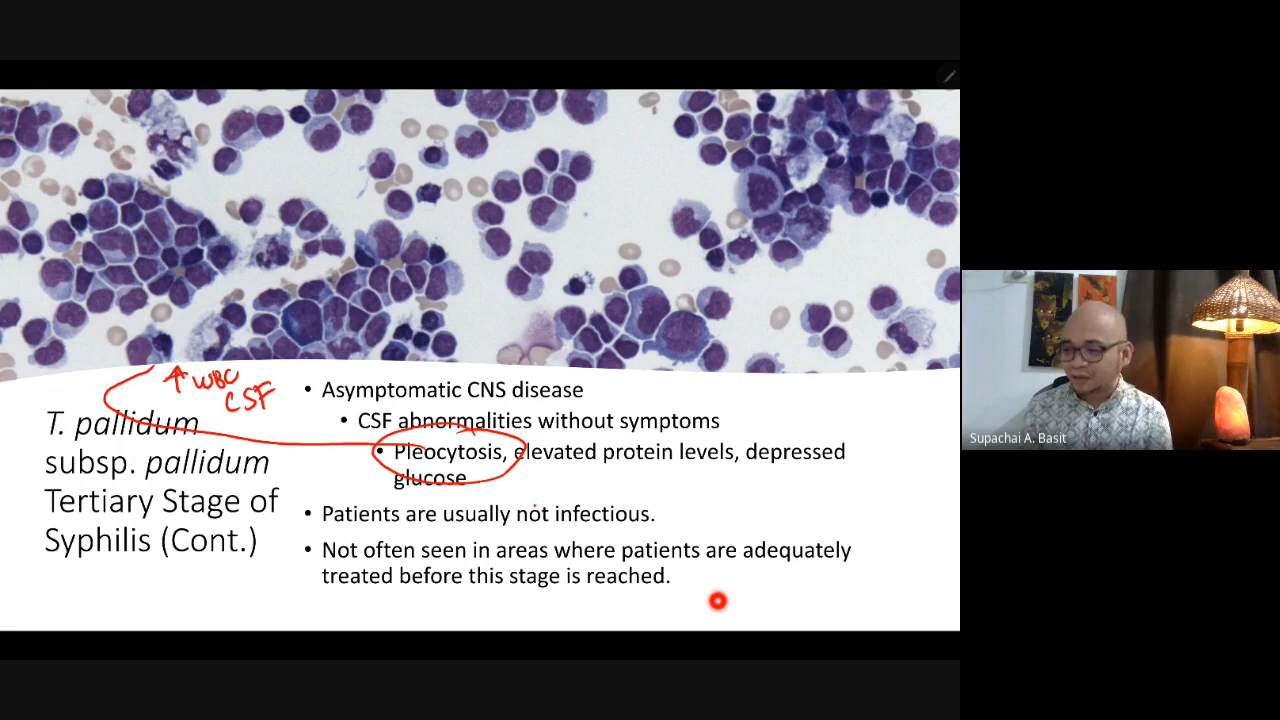 ↑ WBC
CSF
T. pallidum
subsp. pallidum
Tertiary Stage of
Syphilis (Cont.)
• Asymptomatic CNS disease
• CSF abnormalities without symptoms
• Pleocytosis, elevated protein levels, depressed
glucose
• Patients are usually not infectious.
• Not often seen in areas where patients are adequately
treated before this stage is reached.
Supachai A. Basit